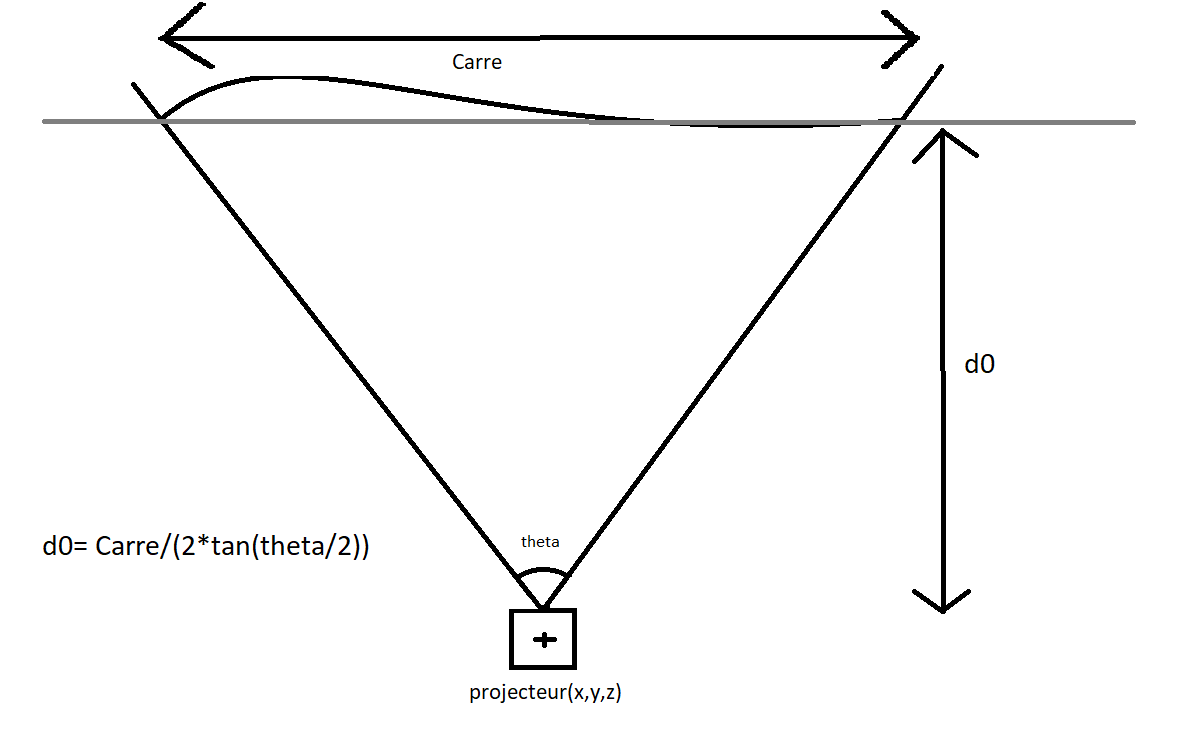 Carre
d0
d0= Carre/(2*tan(theta/2))
theta
+
projecteur(x,y,z)